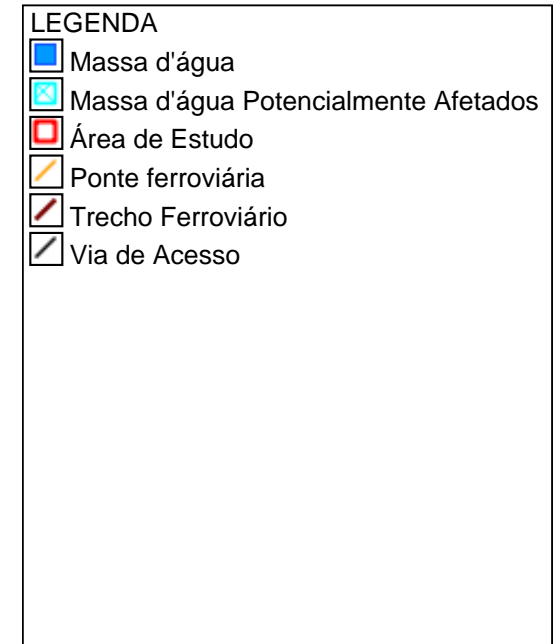 LEGENDA
Massa d'água
Massa d'água Potencialmente Afetados
Área de Estudo
Ponte ferroviária
Trecho Ferroviário
Via de Acesso